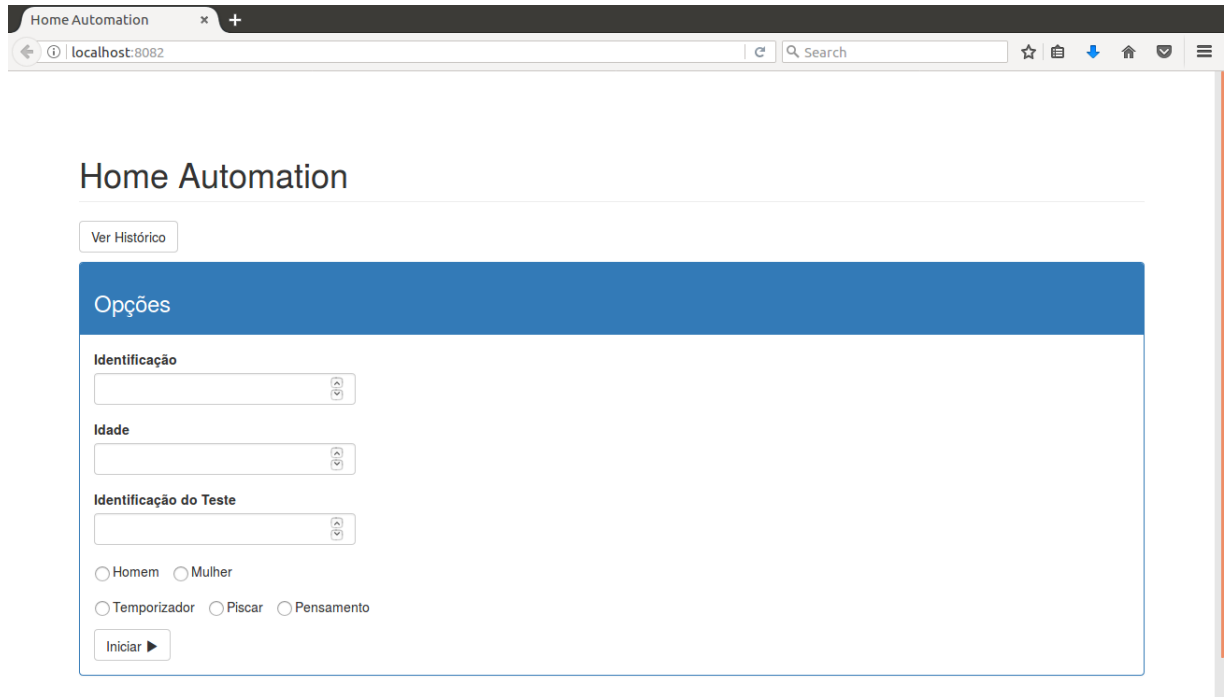 Home Automation
localhost:8082 Search
Home Automation
Ver Histórico
Opções
Identificação
Idade
Identificação do Teste
Homem Mulher
Temporizador Piscar Pensamento
Iniciar